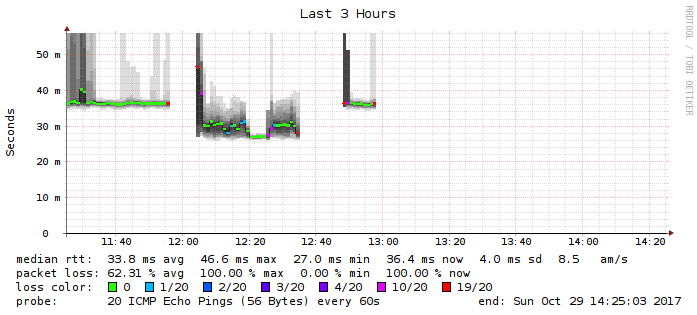 Last 3 Hours
RRDTOOL / TOBI OETIKER
Seconds
50 m
40 m
30 m
20 m
10 m
0
11:40 12:00 12:20 12:40 13:00 13:20 13:40 14:00 14:20
median rtt: 33.8 ms avg 46.6 ms max 27.0 ms min 36.4 ms now 4.0 ms sd 8.5 am/s
packet loss: 62.31 % avg 100.00 % max 0.00 % min 100.00 % now
loss color: 0 1/20 2/20 3/20 4/20 10/20 19/20
probe: 20 ICMP Echo Pings (56 Bytes) every 60s end: Sun Oct 29 14:25:03 2017